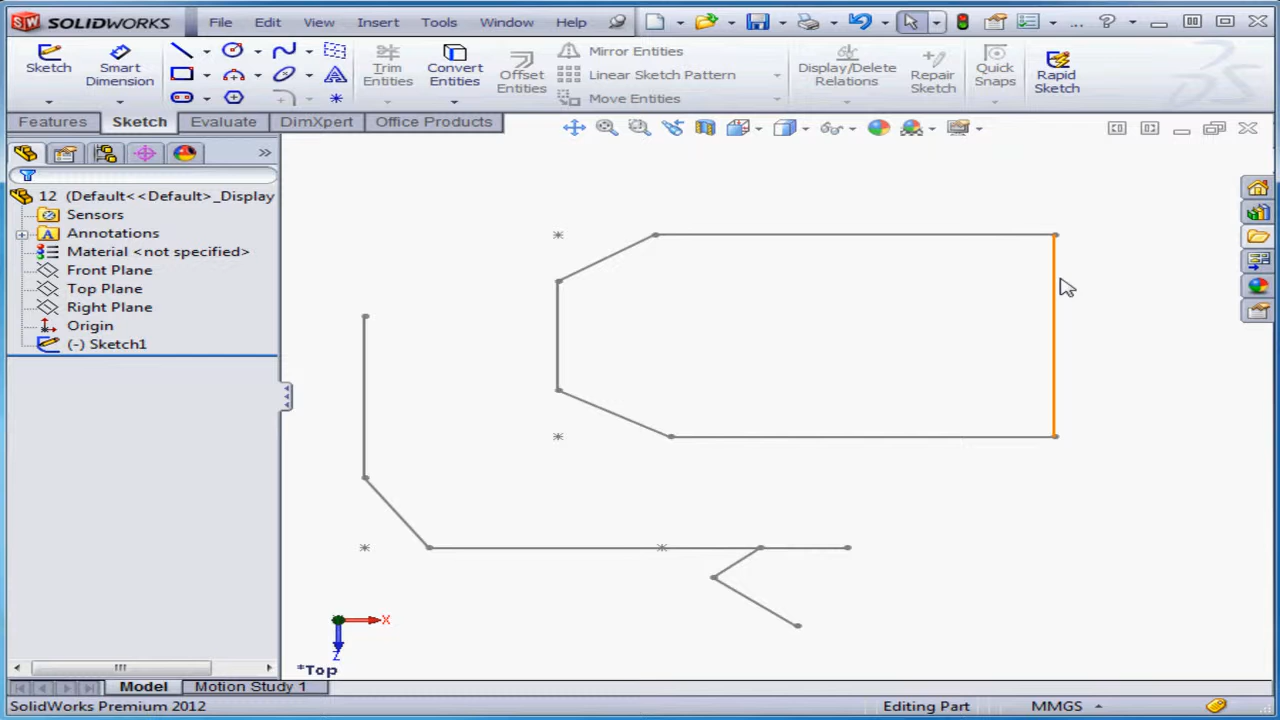 SW SOLIDWORKS File Edit View Insert Tools Window Help ... ?
Sketch
Smart Dimension
Trim Entities
Convert Entities
Offset Entities
Mirror Entities
Linear Sketch Pattern
Move Entities
Display/Delete Relations
Repair Sketch
Quick Snaps
Rapid Sketch
Features Sketch Evaluate DimXpert Office Products
12 (Default<<Default>_Display
Sensors
A Annotations
Material <not specified>
Front Plane
Top Plane
Right Plane
Origin
(-) Sketch1
X
Z
*Top
Model Motion Study 1
SolidWorks Premium 2012 Editing Part MMGS